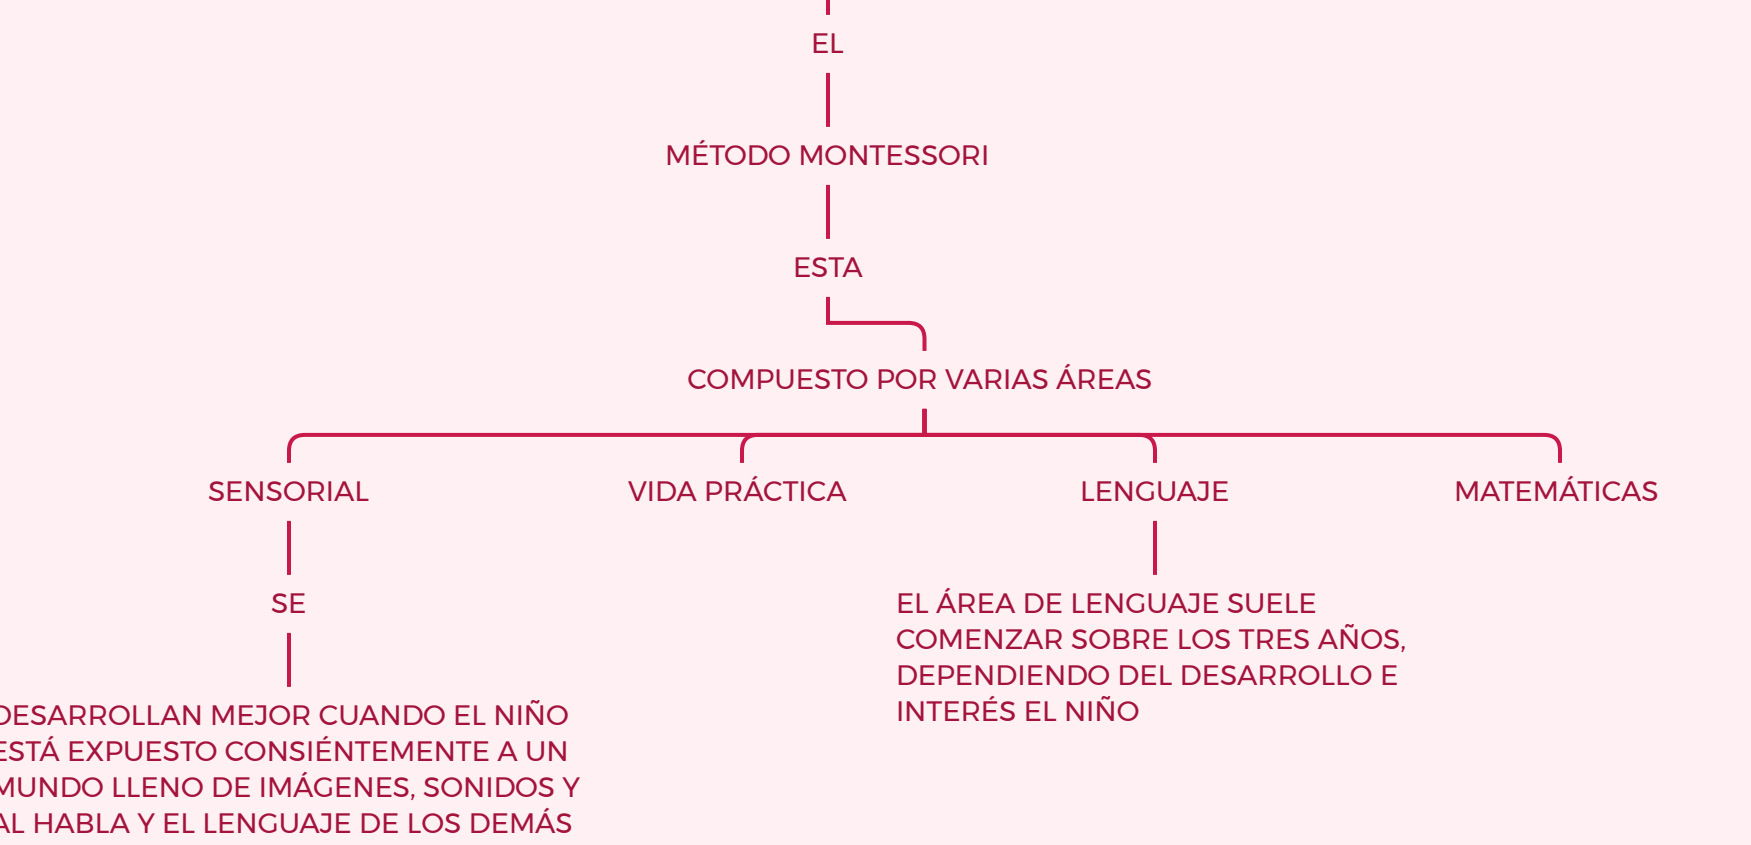 EL
MÉTODO MONTESSORI
ESTA
COMPUESTO POR VARIAS ÁREAS
SENSORIAL
VIDA PRÁCTICA
LENGUAJE
MATEMÁTICAS
SE
DESARROLLAN MEJOR CUANDO EL NIÑO
ESTÁ EXPUESTO CONSIÉNTEMENTE A UN
MUNDO LLENO DE IMÁGENES, SONIDOS Y
AL HABLA Y EL LENGUAJE DE LOS DEMÁS
EL ÁREA DE LENGUAJE SUELE
COMENZAR SOBRE LOS TRES AÑOS,
DEPENDIENDO DEL DESARROLLO E
INTERÉS EL NIÑO